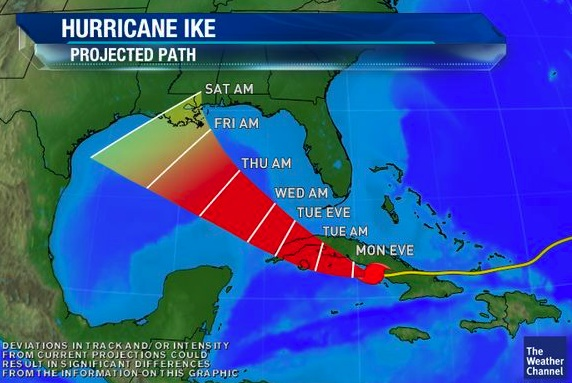 HURRICANE IKE
PROJECTED PATH
SAT AM
FRI AM
THU AM
WED AM
TUE EVE
TUE AM
MON EVE
DEVIATIONS IN TRACK AND/OR INTENSITY
FROM CURRENT PROJECTIONS COULD
RESULT IN SIGNIFICANT DIFFERENCES
FROM THE INFORMATION ON THIS GRAPHIC
The
Weather
Channel